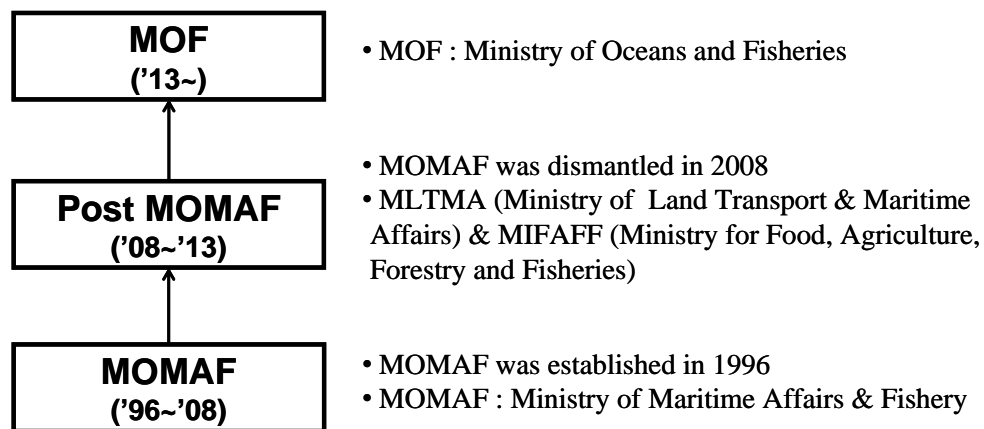 MOF
(’13~)
• MOF : Ministry of Oceans and Fisheries
Post MOMAF
(’08~’13)
• MOMAF was dismantled in 2008
• MLTMA (Ministry of Land Transport & Maritime
Affairs) & MIFAFF (Ministry for Food, Agriculture,
Forestry and Fisheries)
MOMAF
(’96~’08)
• MOMAF was established in 1996
• MOMAF : Ministry of Maritime Affairs & Fishery